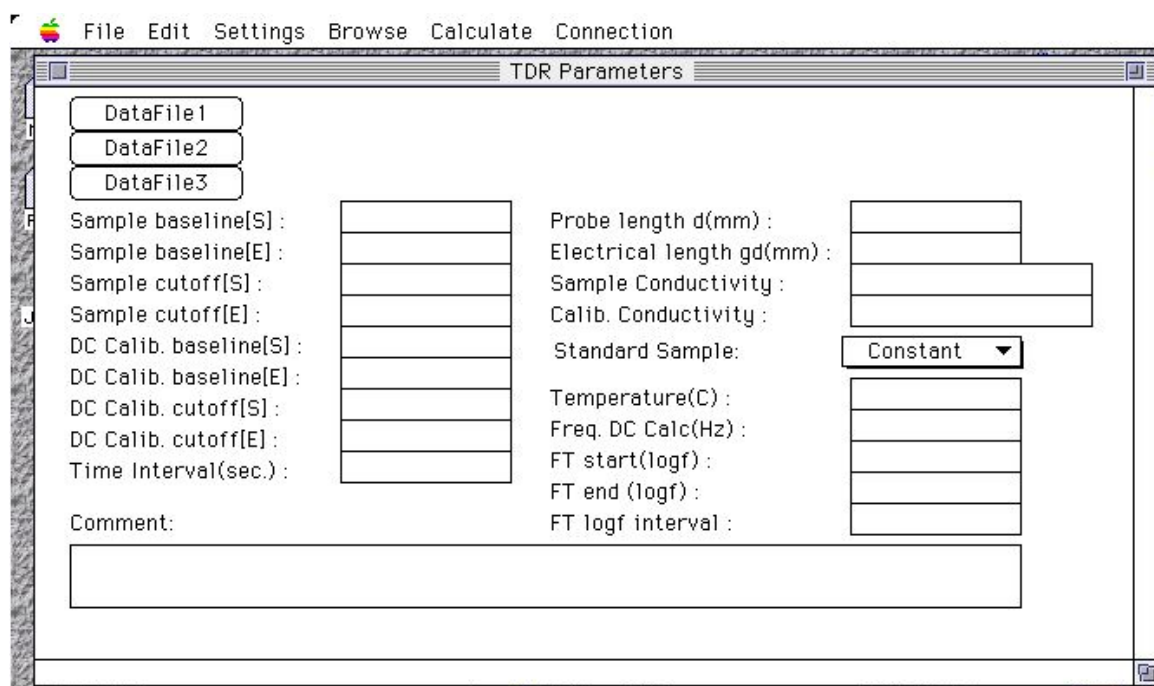 File Edit Settings Browse Calculate Connection
TDR Parameters
DataFile1
DataFile2
DataFile3
Sample baseline[S] :
Sample baseline[E] :
Sample cutoff[S] :
Sample cutoff[E] :
DC Calib. baseline[S] :
DC Calib. baseline[E] :
DC Calib. cutoff[S] :
DC Calib. cutoff[E] :
Time Interval(sec.) :
Probe length d(mm) :
Electrical length gd(mm) :
Sample Conductivity :
Calib. Conductivity :
Standard Sample: Constant
Temperature(C) :
Freq. DC Calc(Hz) :
FT start(logf) :
FT end (logf) :
FT logf interval :
Comment: